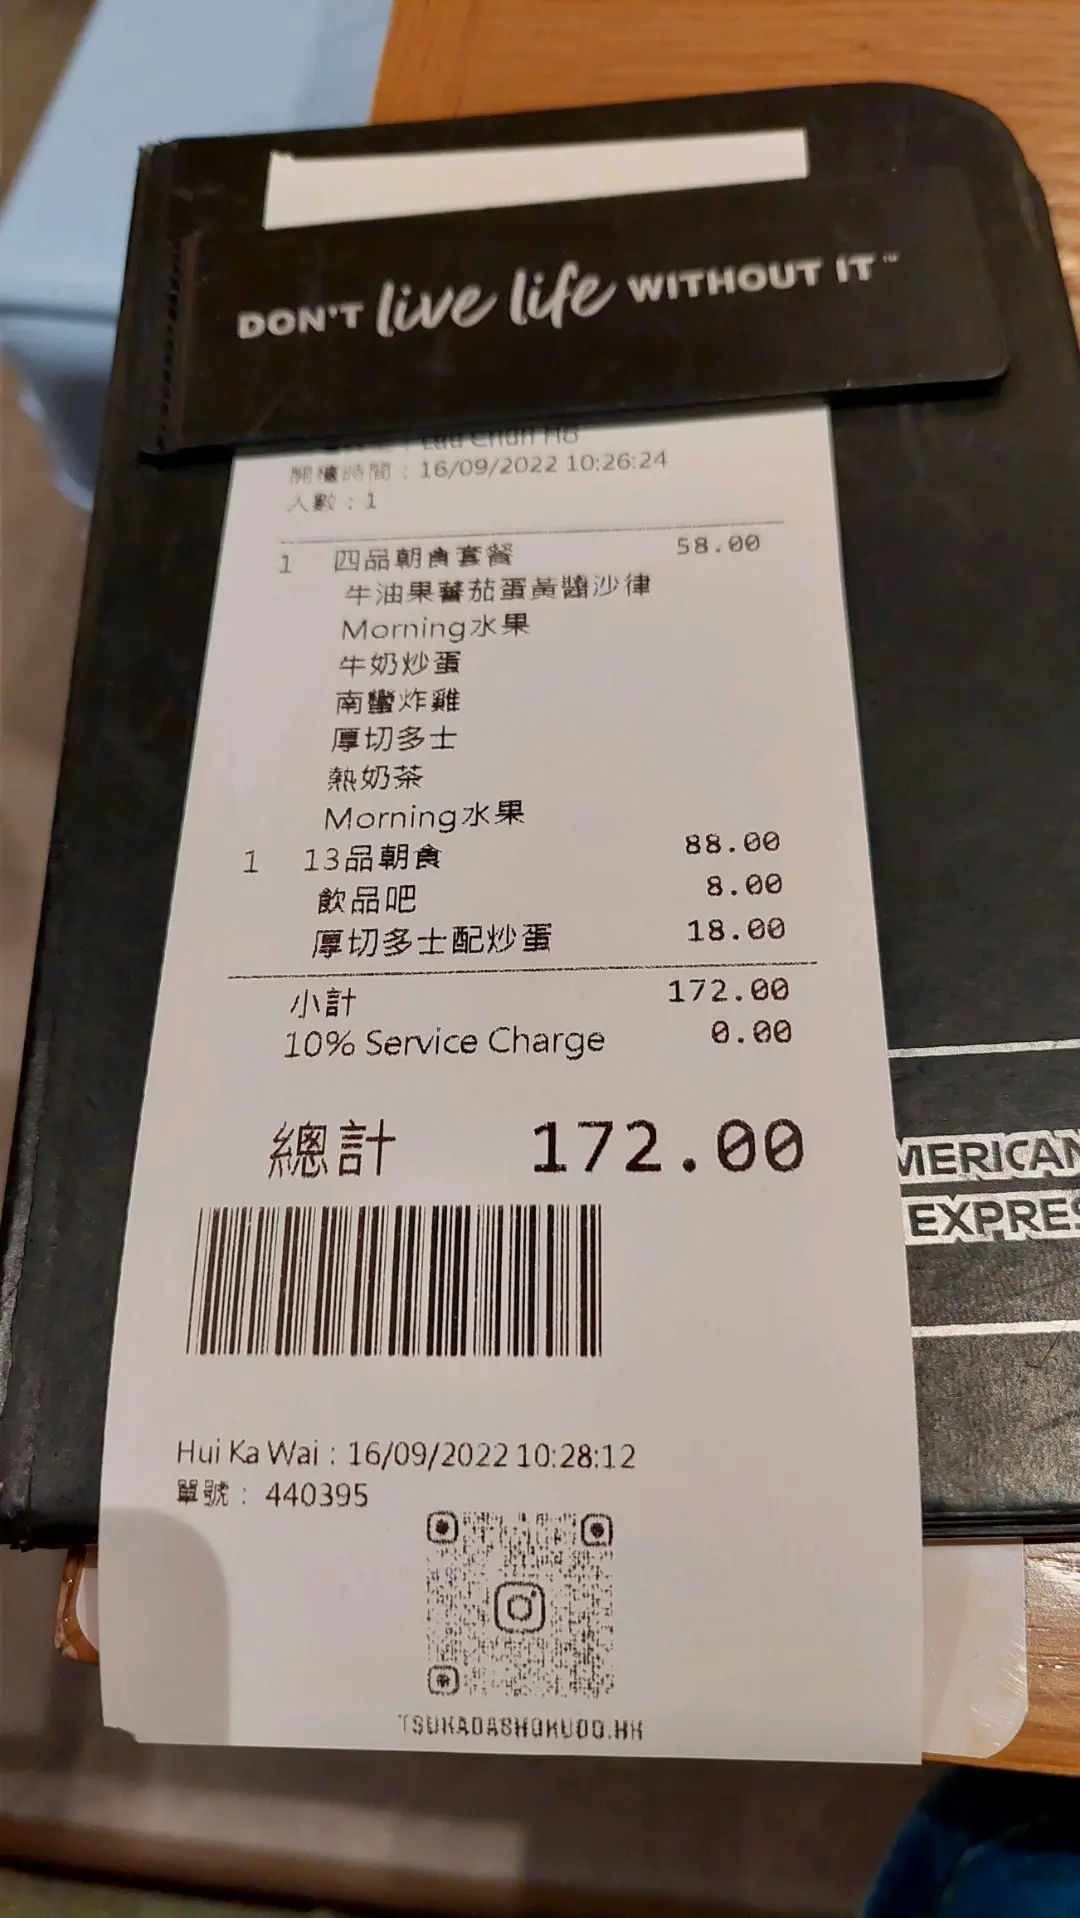 DON'T live life WITHOUT IT™
Lau Chun Ho
開檯時間 : 16/09/2022 10:26:24
人數 : 1
1 四品朝食套餐 58.00
牛油果蕃茄蛋黃醬沙律
Morning水果
牛奶炒蛋
南蠻炸雞
厚切多士
熱奶茶
Morning水果
1 13品朝食 88.00
飲品吧 8.00
厚切多士配炒蛋 18.00
小計 172.00
10% Service Charge 0.00
總計 172.00
MERICAN
EXPRES
Hui Ka Wai : 16/09/2022 10:28:12
單號 : 440395
TSUKADASHOKUDO.HK